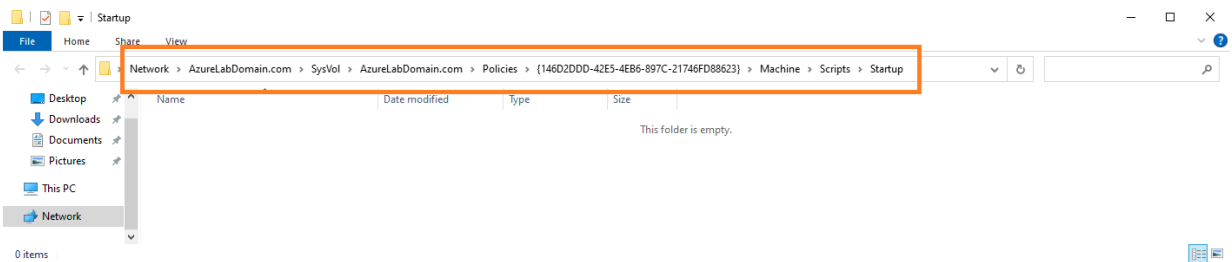 Startup
File Home Share View
Network > AzureLabDomain.com > SysVol > AzureLabDomain.com > Policies > {146D2DDD-42E5-4EB6-897C-21746FD88623} > Machine > Scripts > Startup
Name Date modified Type Size
This folder is empty.
Desktop
Downloads
Documents
Pictures
This PC
Network
0 items